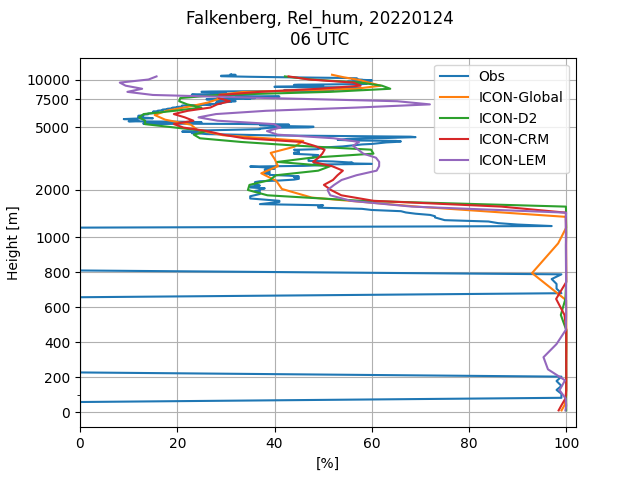 Falkenberg, Rel_hum, 20220124
06 UTC
Obs
ICON-Global
ICON-D2
ICON-CRM
ICON-LEM
Height [m]
10000
7500
5000
2000
1000
800
600
400
200
0
0 20 40 60 80 100
[%]